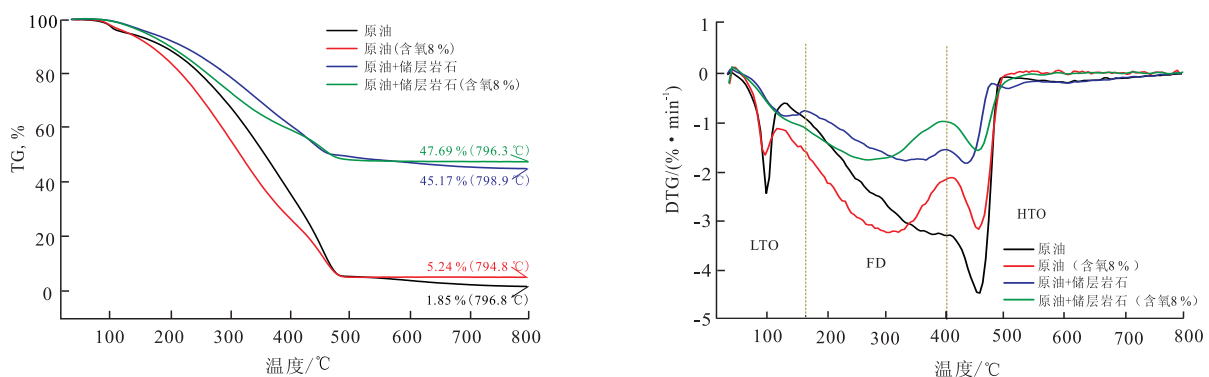 100
80
60
40
20
0
TG, %
原油
原油(含氧8%)
原油+储层岩石
原油+储层岩石(含氧8%)
47.69%(796.3℃)
45.17%(798.9℃)
5.24%(794.8℃)
1.85%(796.8℃)
100 200 300 400 500 600 700 800
温度/℃
1
0
-1
-2
-3
-4
-5
DTG/(%•min⁻¹)
LTO
FD
HTO
原油
原油（含氧8%）
原油+储层岩石
原油+储层岩石（含氧8%）
100 200 300 400 500 600 700 800
温度/℃